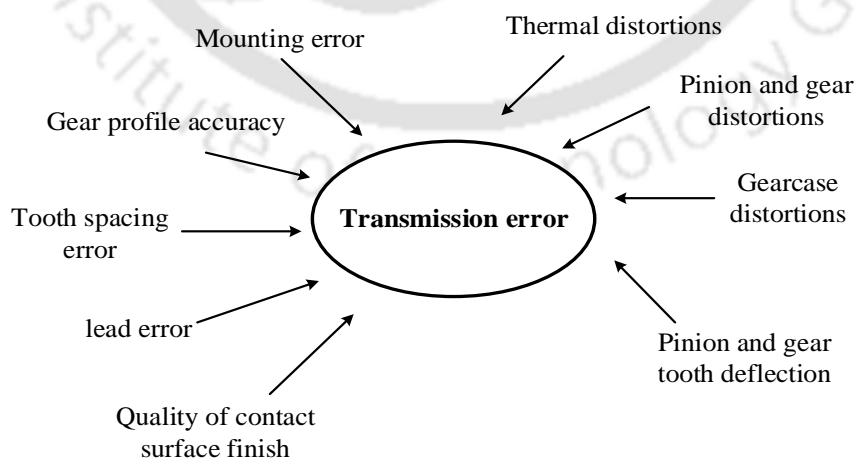 Mounting error
Thermal distortions
Gear profile accuracy
Pinion and gear
distortions
Tooth spacing
error
Transmission error
Gearcase
distortions
lead error
Pinion and gear
tooth deflection
Quality of contact
surface finish